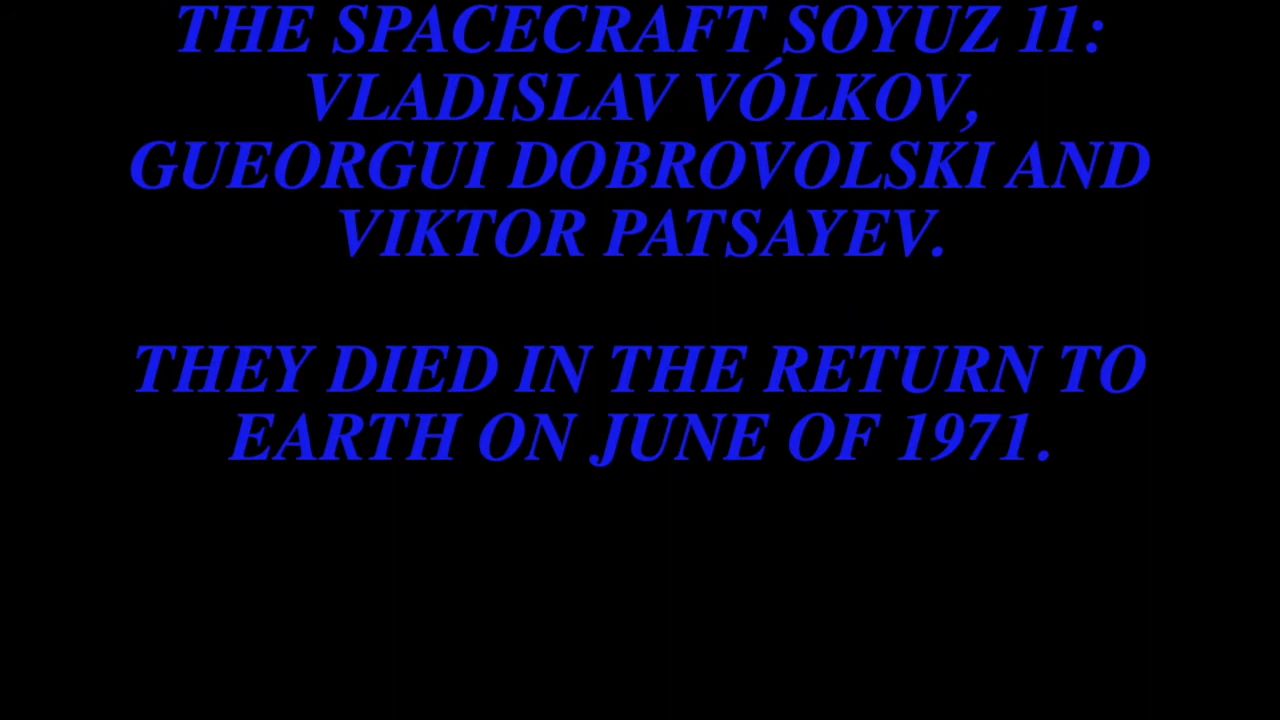 THE SPACECRAFT SOYUZ 11:
VLADISLAV VÓLKOV,
GUEORGUI DOBROVOLSKI AND
VIKTOR PATSAYEV.
THEY DIED IN THE RETURN TO
EARTH ON JUNE OF 1971.